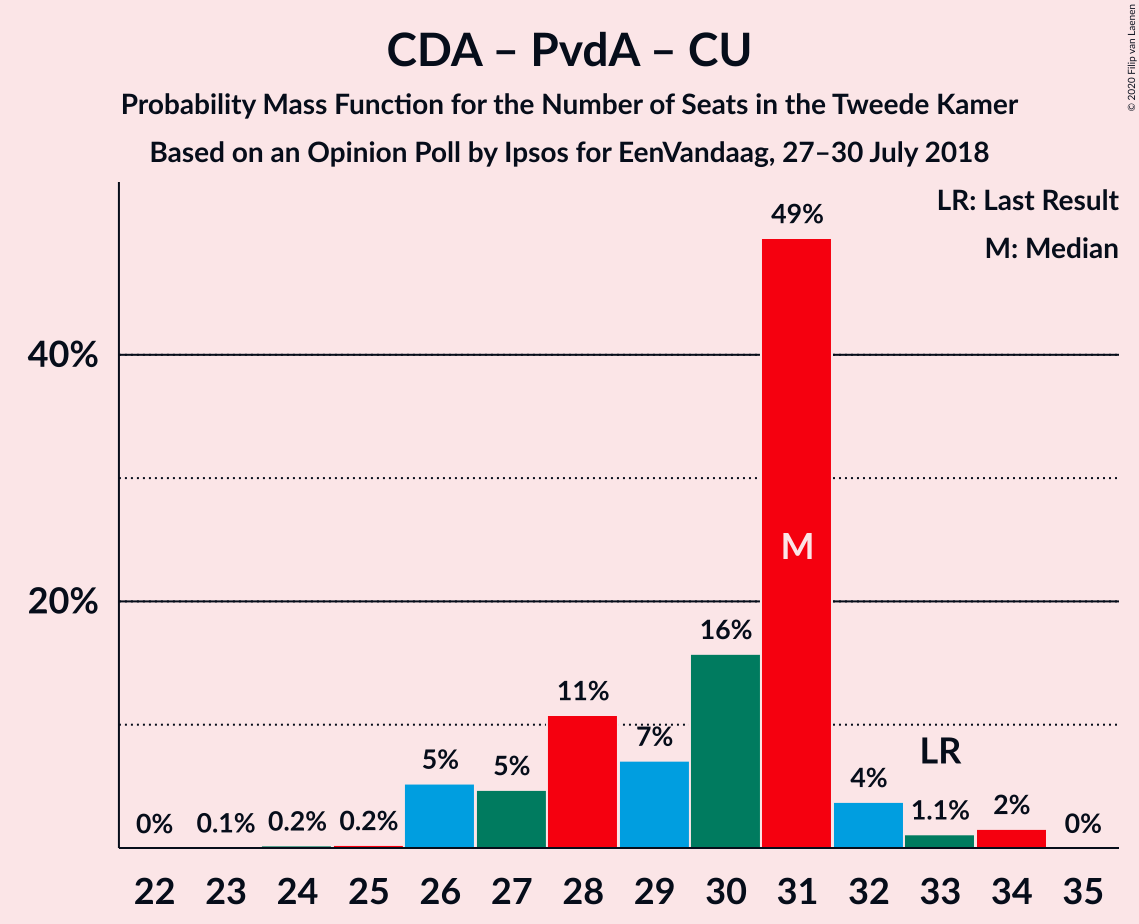 CDA – PvdA – CU
Probability Mass Function for the Number of Seats in the Tweede Kamer
Based on an Opinion Poll by Ipsos for EenVandaag, 27–30 July 2018
© 2020 Filip van Laenen
LR: Last Result
M: Median
49%
40%
M
20%
16%
11%
7%
LR
5%
5%
4%
2%
0%
0.1%
0.2%
0.2%
1.1%
0%
22 23 24 25 26 27 28 29 30 31 32 33 34 35